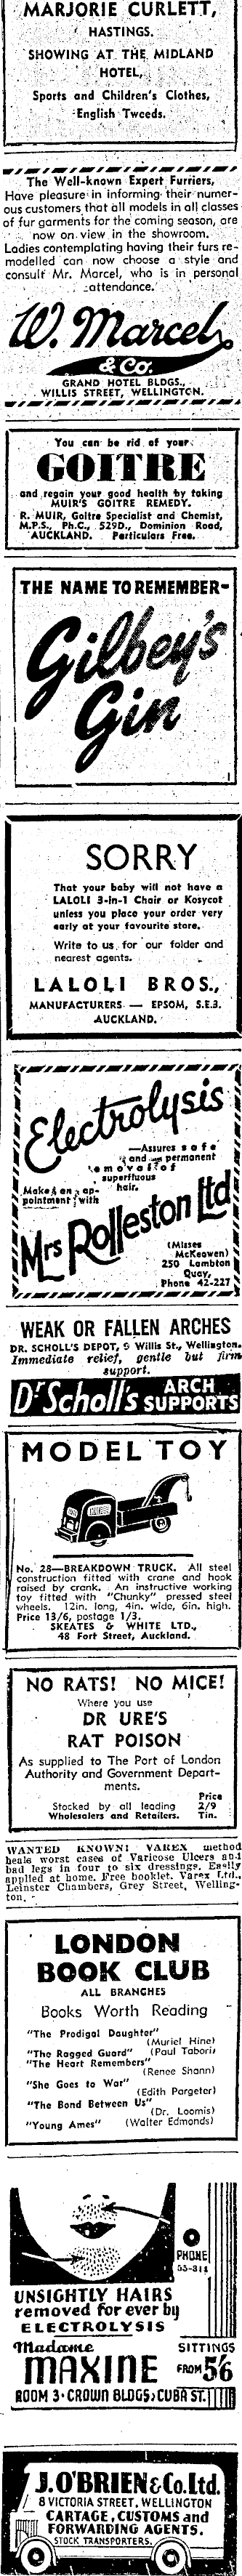 MARJORIE CURLETT,
HASTINGS.
SHOWING AT THE MIDLAND
HOTEL,
Sports and Children's Clothes,
English Tweeds.
The Well-known Expert Furriers,
Have pleasure in informing their numer-
ous customers that all models in all classes
of fur garments for the coming season, are
now on view in the showroom.
Ladies contemplating having their furs re-
modelled can now choose a style and
consult Mr. Marcel, who is in personal
attendance.
W. Marcel
& Co.
GRAND HOTEL BLDGS.,
WILLIS STREET, WELLINGTON.
You can be rid of your
GOITRE
and regain your good health by taking
MUIR'S GOITRE REMEDY.
R. MUIR, Goitre Specialist and Chemist,
M.P.S., Ph.C., 529D., Dominion Road,
AUCKLAND. Particulars Free.
THE NAME TO REMEMBER-
Gilbey's
Gin
SORRY
That your baby will not have a
LALOLI 3-in-1 Chair or Kosycot
unless you place your order very
early at your favourite store.
Write to us for our folder and
nearest agents.
LALOLI BROS.,
MANUFACTURERS — EPSOM, S.E.3.
AUCKLAND.
Electrolysis
—Assures safe
and permanent
removal of
superfluous
hair.
Make an ap-
pointment with
Mrs Rolleston Ltd
(Misses
McKeowen)
250 Lambton
Quay,
Phone 42-227
WEAK OR FALLEN ARCHES
DR. SCHOLL'S DEPOT, 9 Willis St., Wellington.
Immediate relief, gentle but firm
support.
Dr Scholl's ARCH
SUPPORTS
MODEL TOY
No. 28—BREAKDOWN TRUCK. All steel
construction fitted with crane and hook
raised by crank. An instructive working
toy fitted with "Chunky" pressed steel
wheels. 12in. long, 4in. wide, 6in. high.
Price 13/6, postage 1/3.
SKEATES & WHITE LTD.,
48 Fort Street, Auckland.
NO RATS! NO MICE!
Where you use
DR URE'S
RAT POISON
As supplied to The Port of London
Authority and Government Depart-
ments.
Price
Stocked by all leading 2/9
Wholesalers and Retailers. Tin.
WANTED KNOWN! VAREX method
heals worst cases of Varicose Ulcers and
bad legs in four to six dressings. Easily
applied at home. Free booklet. Varex Ltd.,
Leinster Chambers, Grey Street, Welling-
ton.
LONDON
BOOK CLUB
ALL BRANCHES
Books Worth Reading
"The Prodigal Daughter"
(Muriel Hine)
"The Ragged Guard" (Paul Tabori)
"The Heart Remembers"
(Renee Shann)
"She Goes to War"
(Edith Pargeter)
"The Bond Between Us"
(Dr. Loomis)
"Young Ames" (Walter Edmonds)
PHONE
55-811
UNSIGHTLY HAIRS
removed for ever by
ELECTROLYSIS
Madame
MAXINE
SITTINGS
FROM 5/6
ROOM 3 · CROWN BLDGS, CUBA ST.
J. O'BRIEN & Co. Ltd.
8 VICTORIA STREET, WELLINGTON
CARTAGE, CUSTOMS and
FORWARDING AGENTS.
STOCK TRANSPORTERS.